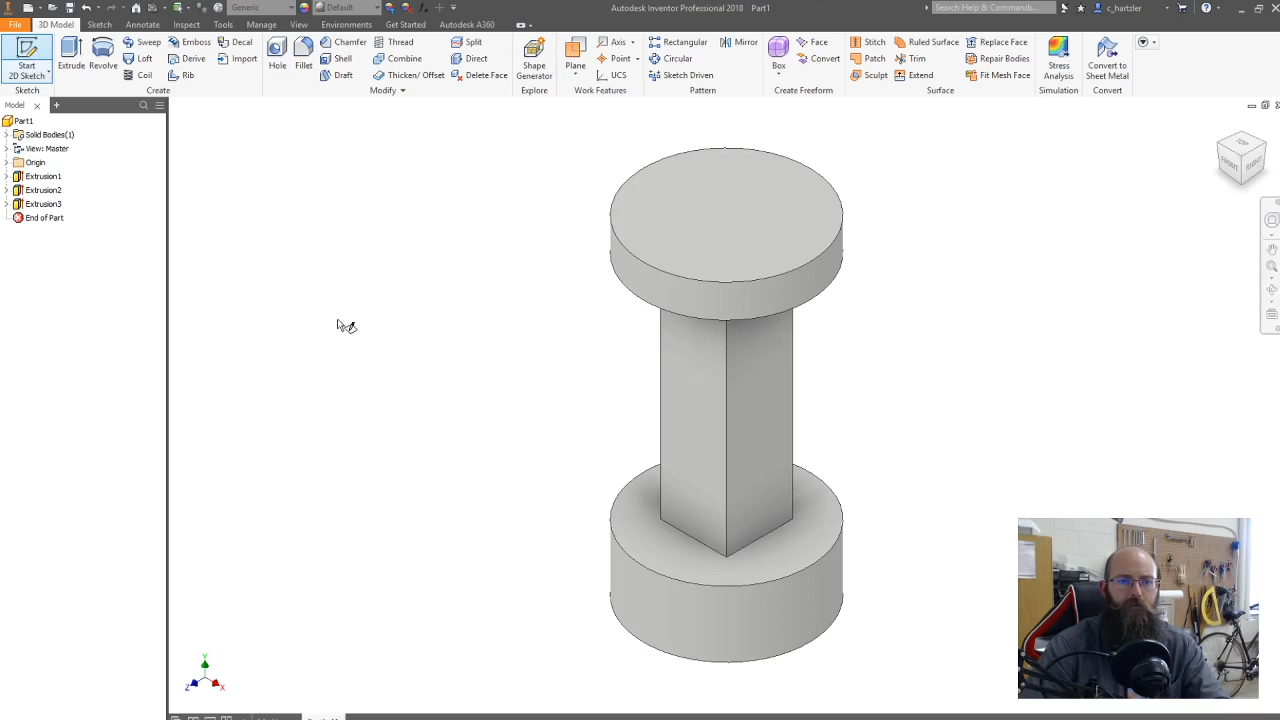 Generic
Default
Autodesk Inventor Professional 2018 Part1
Search Help & Commands...
c_hartzler
File 3D Model Sketch Annotate Inspect Tools Manage View Environments Get Started Autodesk A360
Start 2D Sketch
Extrude
Revolve
Sweep Emboss Decal
Loft Derive Import
Coil Rib
Hole
Fillet
Chamfer Thread Split
Shell Combine Direct
Draft Thicken/ Offset Delete Face
Shape Generator
Plane
Axis
Point
UCS
Rectangular Mirror
Circular
Sketch Driven
Box
Face
Convert
Stitch Ruled Surface Replace Face
Patch Trim Repair Bodies
Sculpt Extend Fit Mesh Face
Stress Analysis
Convert to Sheet Metal
Sketch Create Modify Explore Work Features Pattern Create Freeform Surface Simulation Convert
Model
Part1
Solid Bodies(1)
View: Master
Origin
Extrusion1
Extrusion2
Extrusion3
End of Part
TOP
FRONT
RIGHT
Y
Z
X